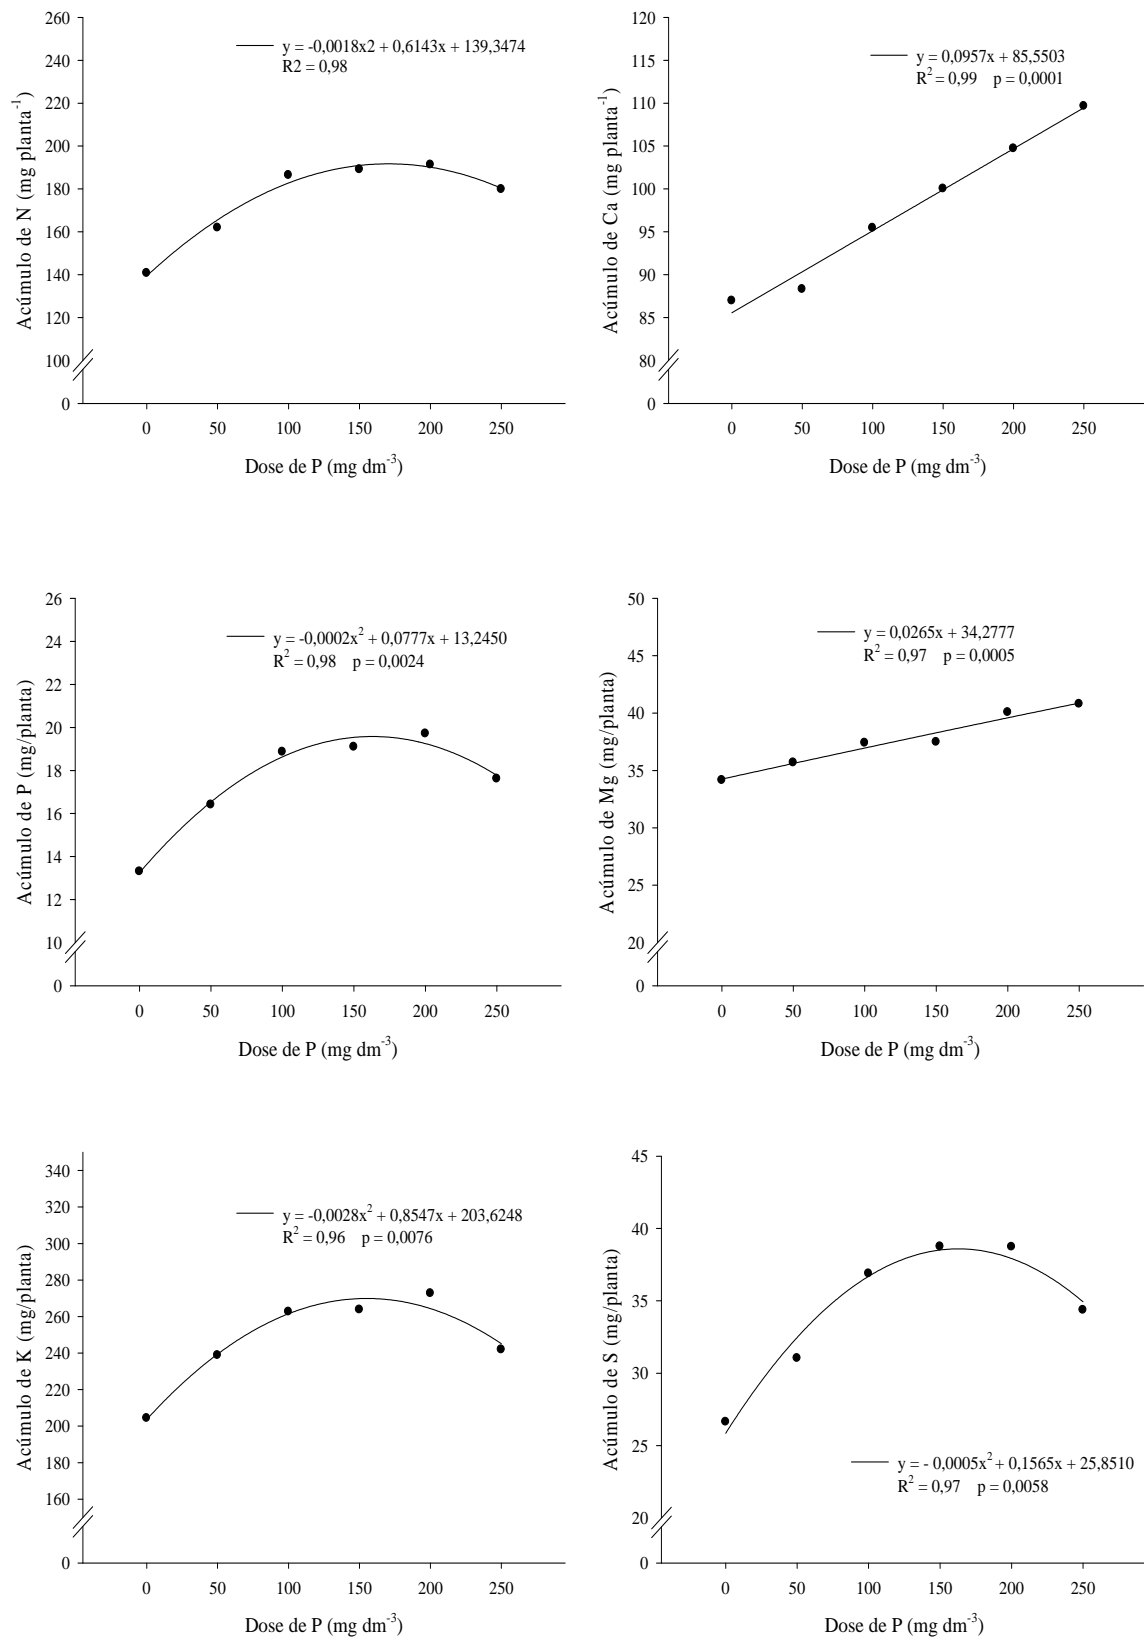 260
240
220
200
180
160
140
120
100
0
Acúmulo de N (mg planta⁻¹)
y = -0,0018x2 + 0,6143x + 139,3474
R2 = 0,98
0 50 100 150 200 250
Dose de P (mg dm⁻³)
120
115
110
105
100
95
90
85
80
0
Acúmulo de Ca (mg planta⁻¹)
y = 0,0957x + 85,5503
R² = 0,99 p = 0,0001
0 50 100 150 200 250
Dose de P (mg dm⁻³)
26
24
22
20
18
16
14
12
10
0
Acúmulo de P (mg/planta)
y = -0,0002x² + 0,0777x + 13,2450
R² = 0,98 p = 0,0024
0 50 100 150 200 250
Dose de P (mg dm⁻³)
50
45
40
35
30
25
20
0
Acúmulo de Mg (mg/planta)
y = 0,0265x + 34,2777
R² = 0,97 p = 0,0005
0 50 100 150 200 250
Dose de P (mg dm⁻³)
340
320
300
280
260
240
220
200
180
160
0
Acúmulo de K (mg/planta)
y = -0,0028x² + 0,8547x + 203,6248
R² = 0,96 p = 0,0076
0 50 100 150 200 250
Dose de P (mg dm⁻³)
45
40
35
30
25
20
0
Acúmulo de S (mg/planta)
y = - 0,0005x² + 0,1565x + 25,8510
R² = 0,97 p = 0,0058
0 50 100 150 200 250
Dose de P (mg dm⁻³)